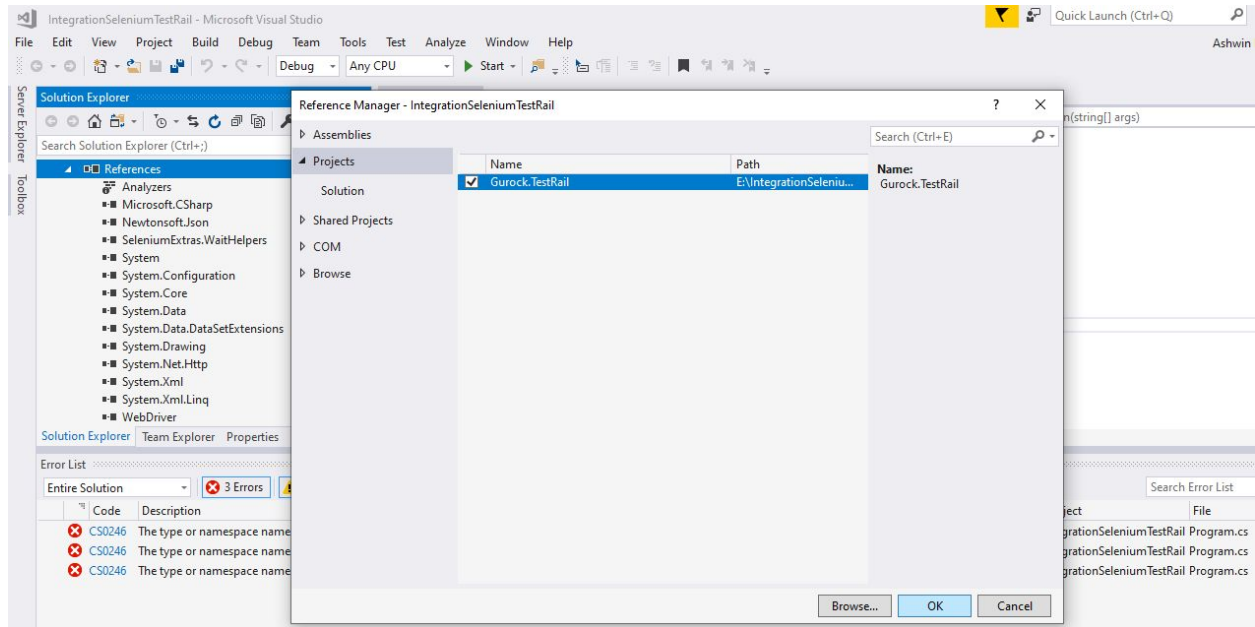 IntegrationSeleniumTestRail - Microsoft Visual Studio
Quick Launch (Ctrl+Q)
File Edit View Project Build Debug Team Tools Test Analyze Window Help
Ashwin
Debug Any CPU Start
Server Explorer
Toolbox
Solution Explorer
Search Solution Explorer (Ctrl+;)
References
Analyzers
Microsoft.CSharp
Newtonsoft.Json
SeleniumExtras.WaitHelpers
System
System.Configuration
System.Core
System.Data
System.Data.DataSetExtensions
System.Drawing
System.Net.Http
System.Xml
System.Xml.Linq
WebDriver
Solution Explorer Team Explorer Properties
Reference Manager - IntegrationSeleniumTestRail ? ×
Assemblies
Projects
Solution
Shared Projects
COM
Browse
Search (Ctrl+E)
Name Path
Gurock.TestRail E:\IntegrationSeleniu...
Name:
Gurock.TestRail
Browse... OK Cancel
n(string[] args)
Error List
Entire Solution 3 Errors
Search Error List
Code Description ject File
CS0246 The type or namespace name grationSeleniumTestRail Program.cs
CS0246 The type or namespace name grationSeleniumTestRail Program.cs
CS0246 The type or namespace name grationSeleniumTestRail Program.cs